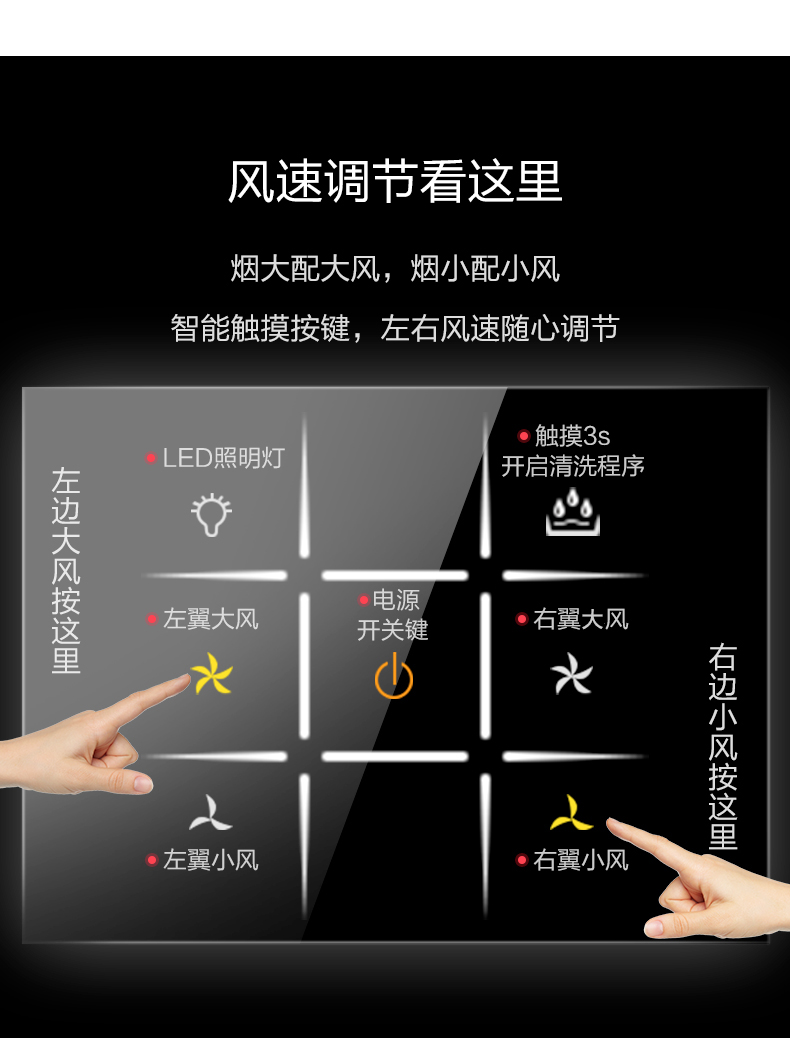 风速调节看这里
烟大配大风，烟小配小风
智能触摸按键，左右风速随心调节
左边大风按这里
LED照明灯
触摸3s
开启清洗程序
左翼大风
电源
开关键
右翼大风
右边小风按这里
左翼小风
右翼小风